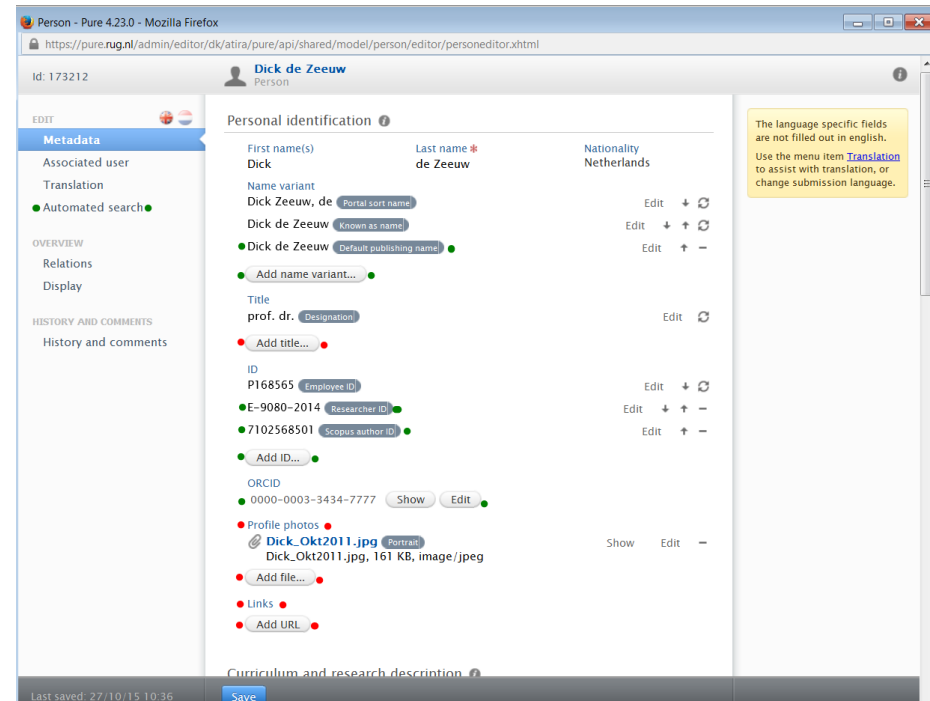 Person - Pure 4.23.0 - Mozilla Firefox
https://pure.rug.nl/admin/editor/dk/atira/pure/api/shared/model/person/editor/personeditor.xhtml
Id: 173212
Dick de Zeeuw
Person
EDIT
Metadata
Associated user
Translation
Automated search
OVERVIEW
Relations
Display
HISTORY AND COMMENTS
History and comments
Personal identification
First name(s) Last name * Nationality
Dick de Zeeuw Netherlands
Name variant
Dick Zeeuw, de Portal sort name Edit
Dick de Zeeuw Known as name Edit
Dick de Zeeuw Default publishing name Edit
Add name variant...
Title
prof. dr. Designation Edit
Add title...
ID
P168565 Employee ID Edit
E-9080-2014 Researcher ID Edit
7102568501 Scopus author ID Edit
Add ID...
ORCID
0000-0003-3434-7777 Show Edit
Profile photos
Dick_Okt2011.jpg Portrait Show Edit
Dick_Okt2011.jpg, 161 KB, image/jpeg
Add file...
Links
Add URL
Curriculum and research description
The language specific fields
are not filled out in english.
Use the menu item Translation
to assist with translation, or
change submission language.
Last saved: 27/10/15 10:36
Save